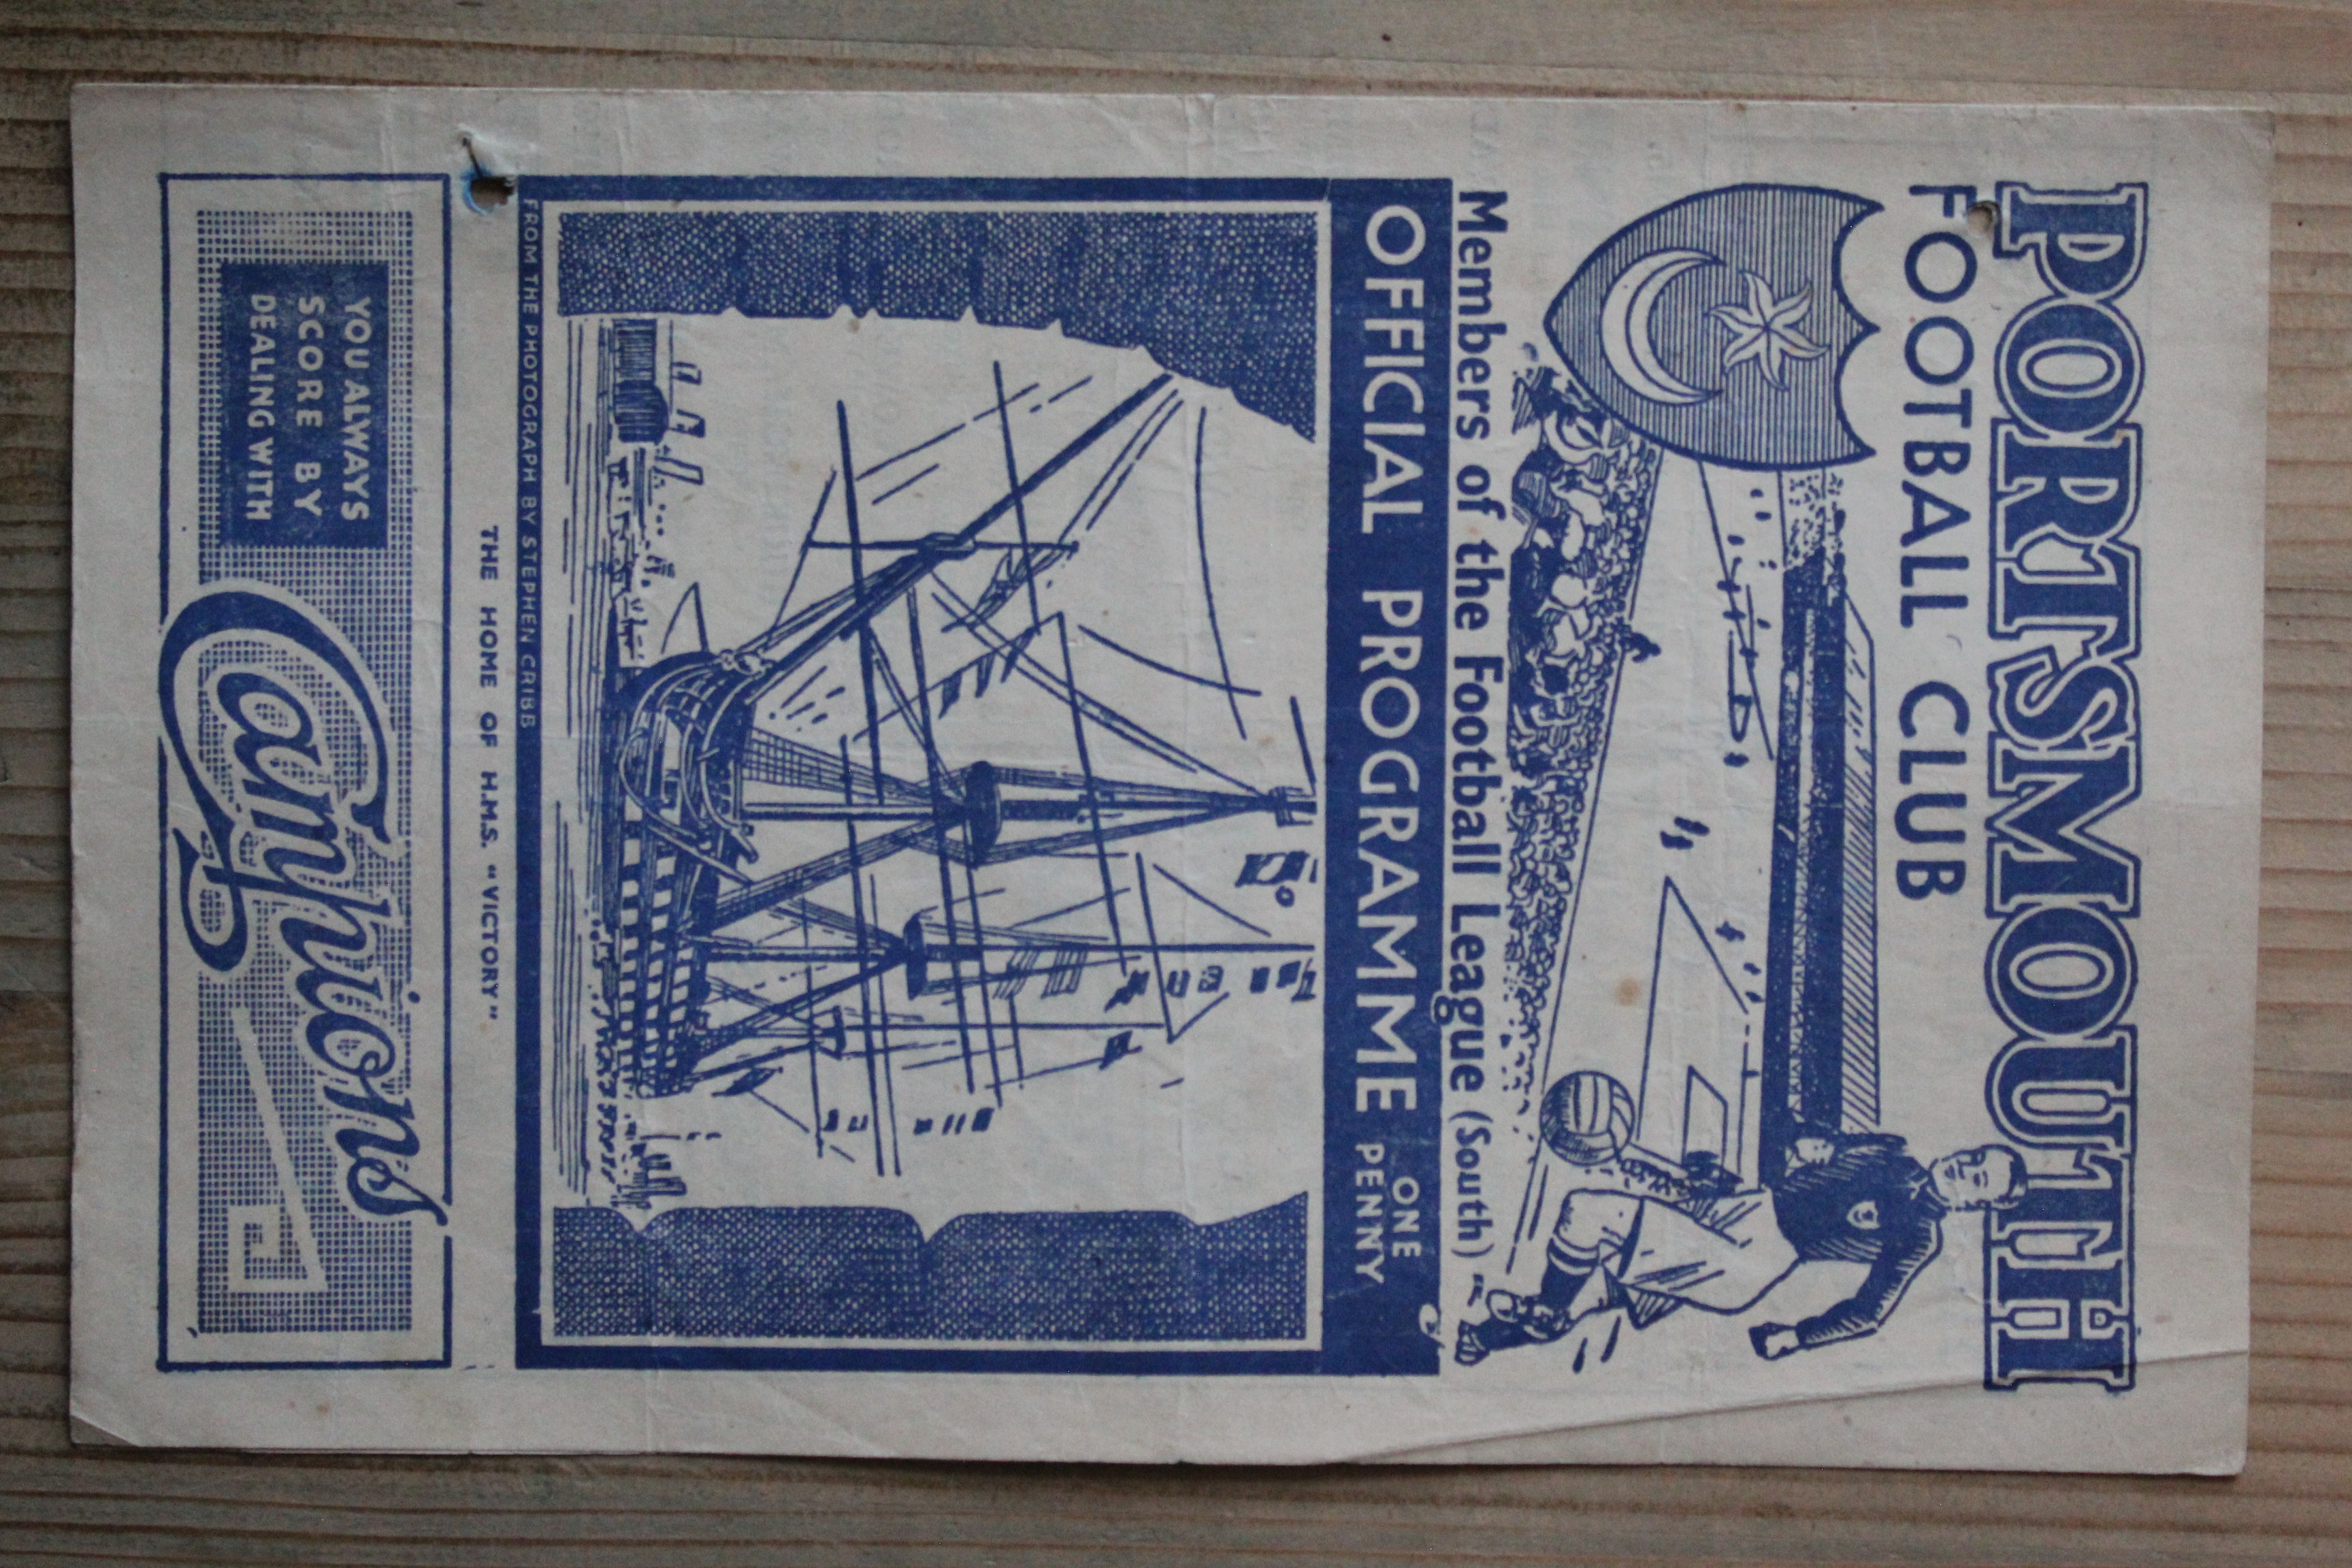 PORTSMOUTH
FOOTBALL CLUB
Members of the Football League (South)
OFFICIAL PROGRAMME ONE PENNY
FROM THE PHOTOGRAPH BY STEPHEN CRIBB
THE HOME OF H.M.S. "VICTORY"
YOU ALWAYS
SCORE BY
DEALING WITH
Campions